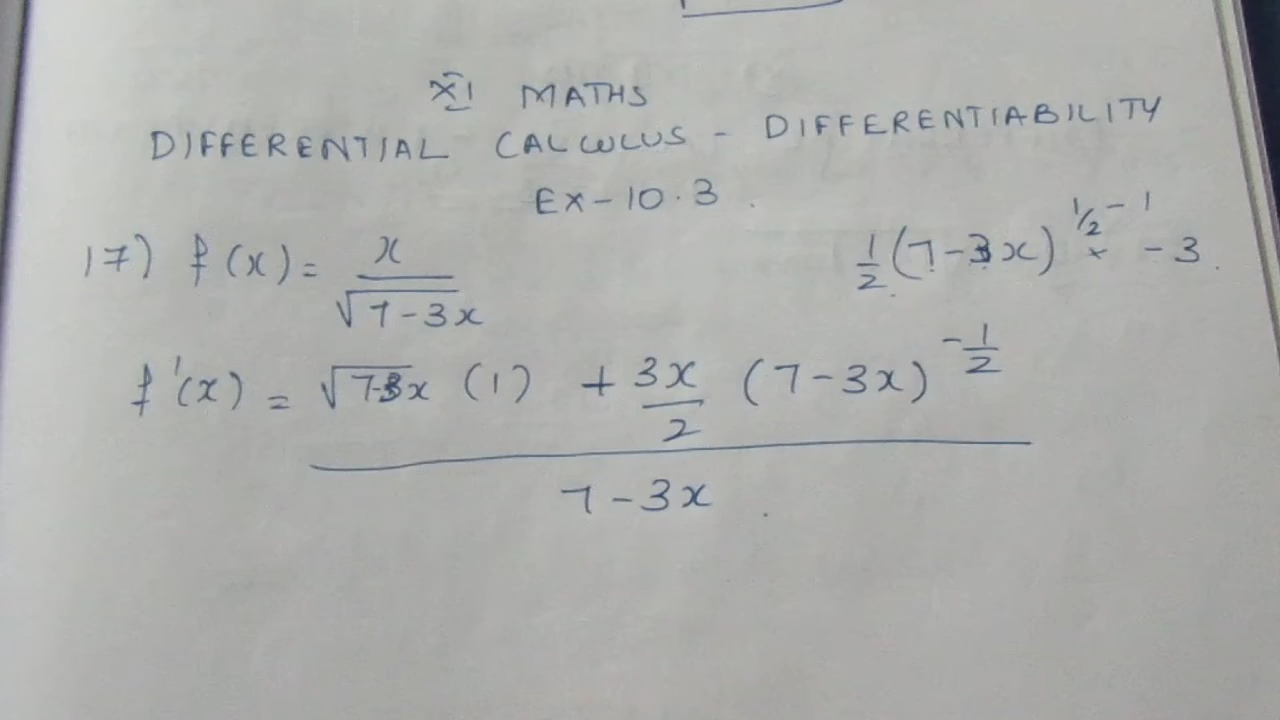 XI MATHS
DIFFERENTIAL CALCULUS - DIFFERENTIABILITY
EX-10.3.
17) f(x) = x / √(7-3x)
1/2 (7-3x)^(1/2 - 1) × -3.
f'(x) = √(7-3x) (1) + 3x/2 (7-3x)^(-1/2)
7-3x.